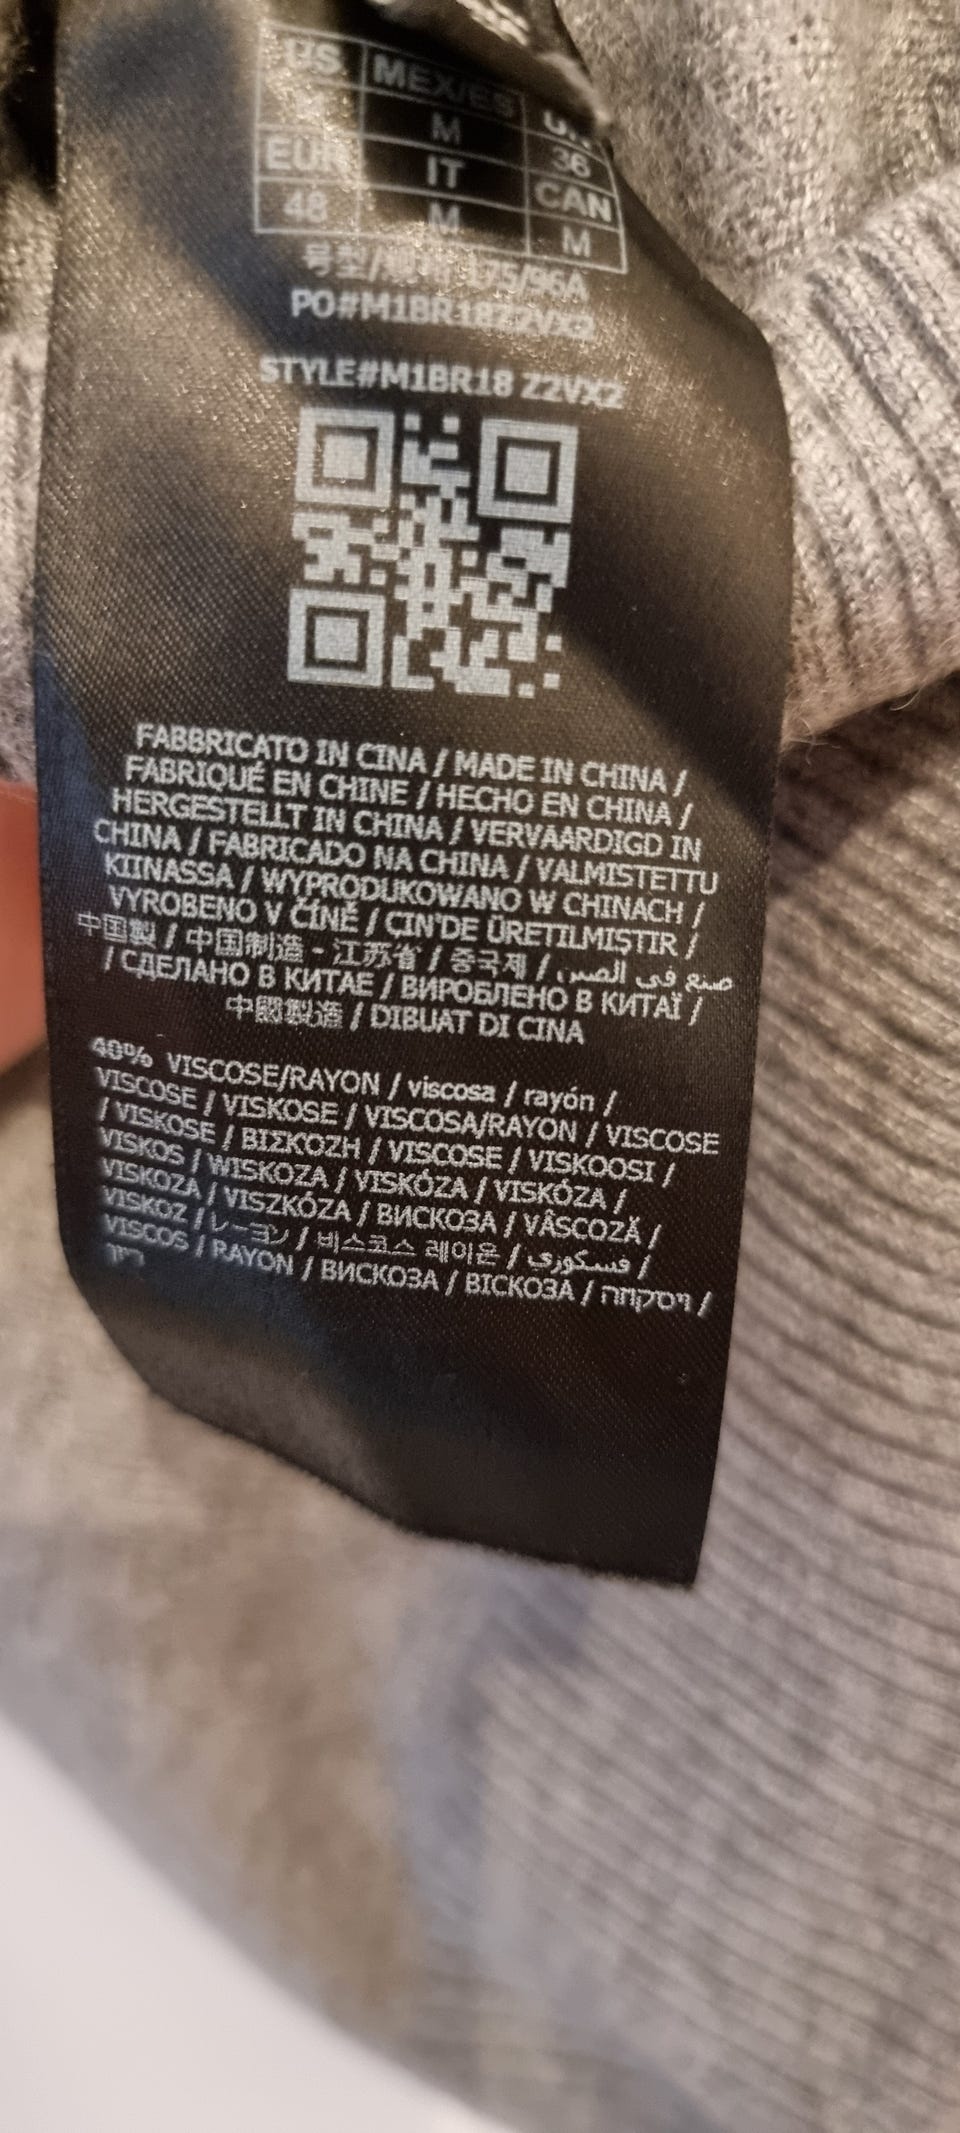 US MEX/ES
M
36
EUR IT CAN
48 M M
号型/ 175/96A
PO#M1BR18Z2VX2
STYLE#M1BR18 Z2VX2
FABBRICATO IN CINA / MADE IN CHINA /
FABRIQUÉ EN CHINE / HECHO EN CHINA /
HERGESTELLT IN CHINA / VERVAARDIGD IN
CHINA / FABRICADO NA CHINA / VALMISTETTU
KIINASSA / WYPRODUKOWANO W CHINACH /
VYROBENO V ČÍNĚ / ÇIN'DE ÜRETILMIŞTIR /
中国製 / 中国制造 - 江苏省 / 중국제 / صنع في الصين
/ СДЕЛАНО В КИТАЕ / ВИРОБЛЕНО В КИТАЇ /
中國製造 / DIBUAT DI CINA
40% VISCOSE/RAYON / viscosa / rayón /
VISCOSE / VISKOSE / VISCOSA/RAYON / VISCOSE
/ VISKOSE / ΒΙΣΚΟΖΗ / VISCOSE / VISKOOSI /
VISKOS / WISKOZA / VISKÓZA / VISKÓZA /
VISKOZA / VISZKÓZA / ВИСКОЗА / VÂSCOZĂ /
VISKOZ / レーヨン / 비스코스 레이온 / فسكوزي /
VISCOS / RAYON / ВИСКОЗА / ВІСКОЗА /